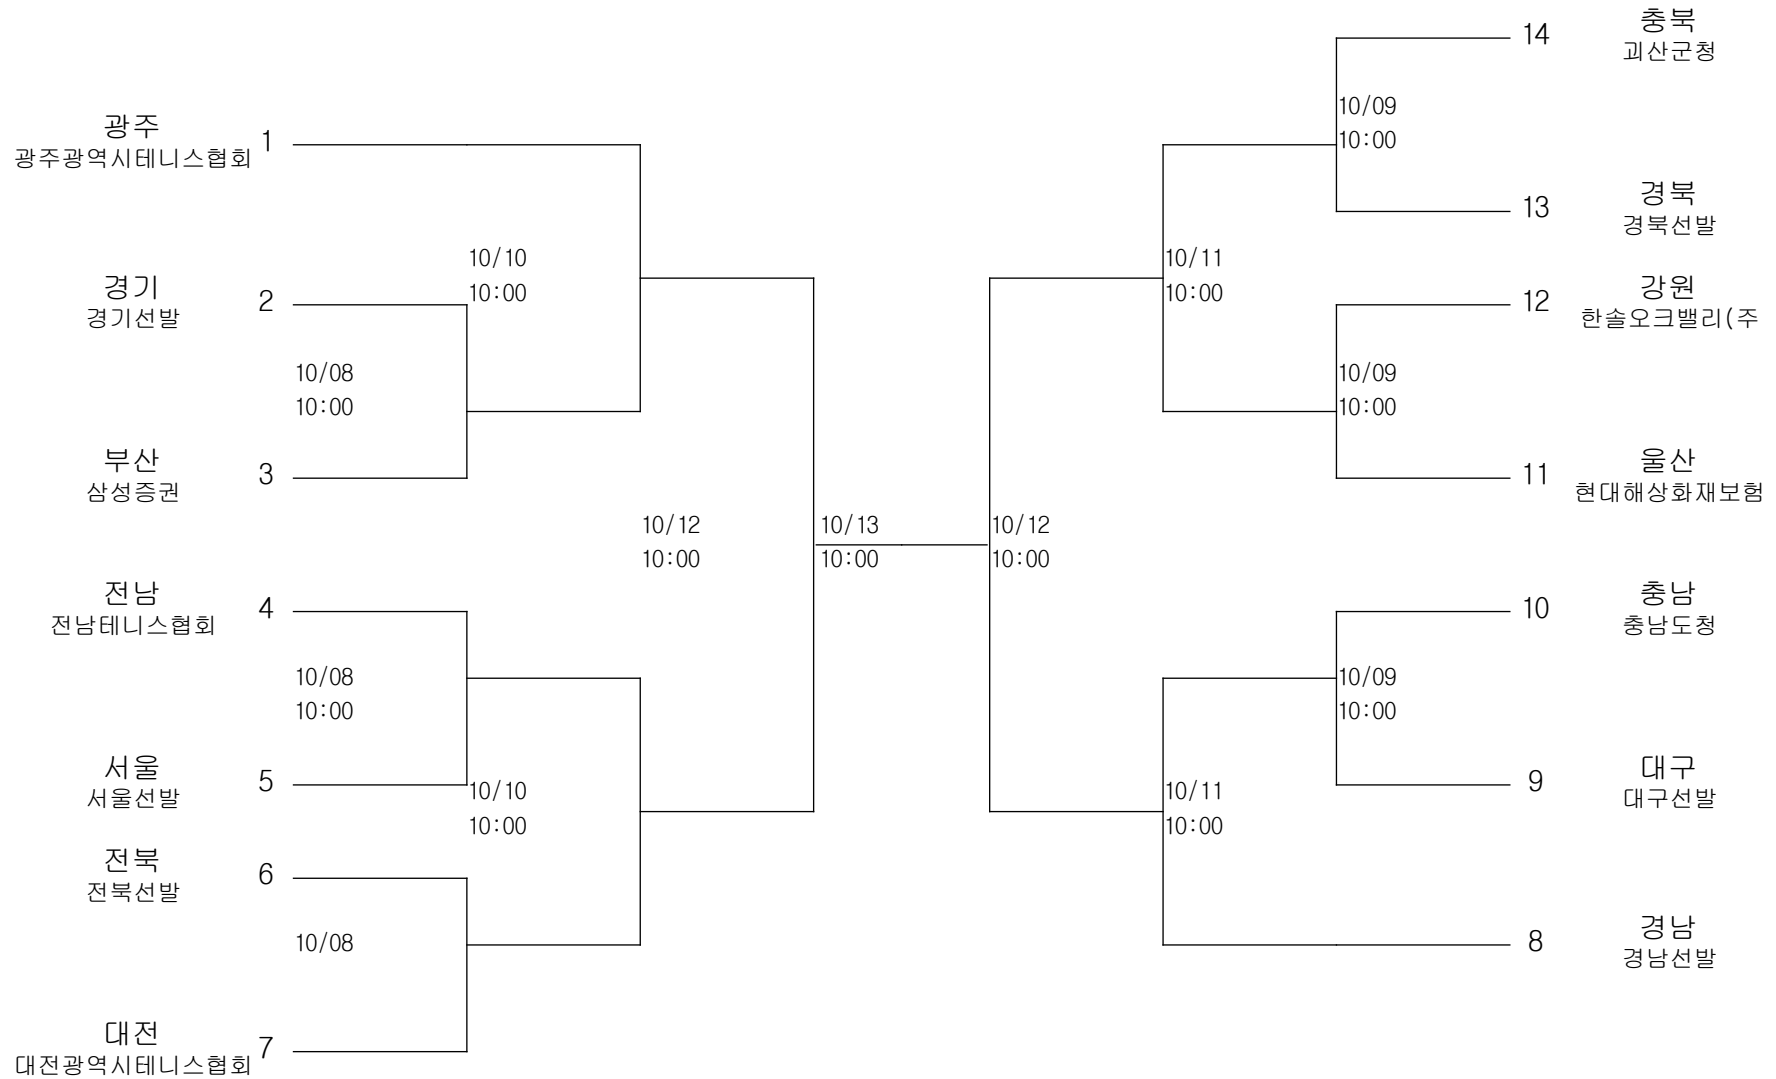 광주
광주광역시테니스협회
1
10/10
10:00
경기
경기선발
2
10/08
10:00
부산
삼성증권
3
10/12
10:00
전남
전남테니스협회
4
10/08
10:00
서울
서울선발
5
10/10
10:00
전북
전북선발
6
10/08
대전
대전광역시테니스협회
7
10/13
10:00
10/12
10:00
14
충북
괴산군청
10/09
10:00
13
경북
경북선발
10/11
10:00
12
강원
한솔오크밸리(주
10/09
10:00
11
울산
현대해상화재보험
10
충남
충남도청
10/09
10:00
9
대구
대구선발
10/11
10:00
8
경남
경남선발